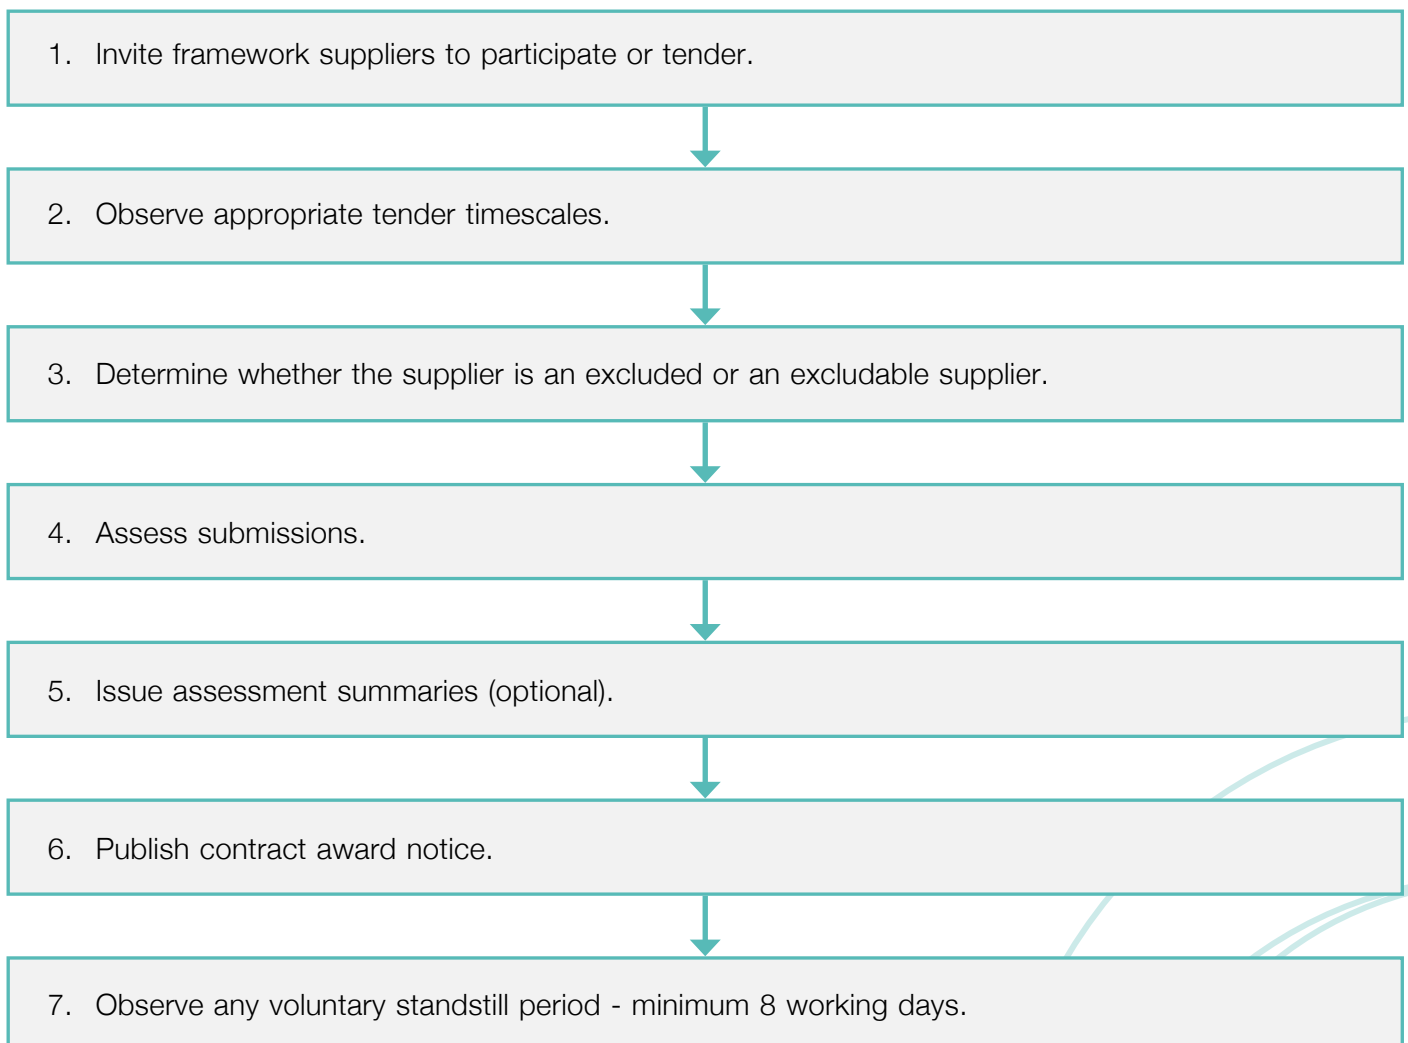 1. Invite framework suppliers to participate or tender.
2. Observe appropriate tender timescales.
3. Determine whether the supplier is an excluded or an excludable supplier.
4. Assess submissions.
5. Issue assessment summaries (optional).
6. Publish contract award notice.
7. Observe any voluntary standstill period - minimum 8 working days.